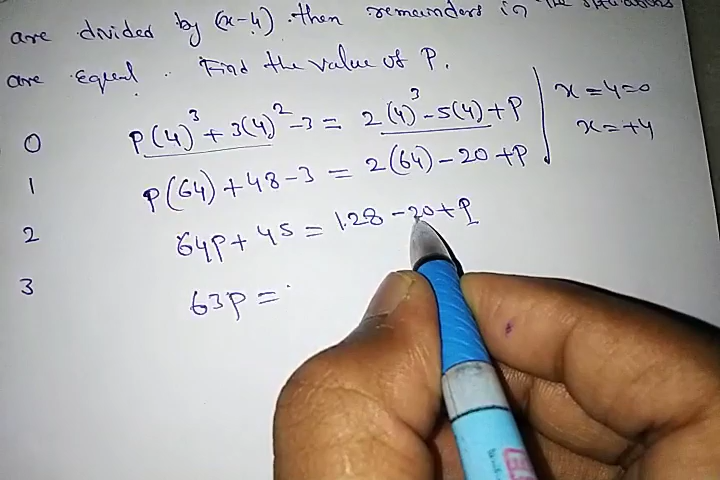 are divided by (x-4) then remainders in the
are equal. Find the value of P.
0 P(4)³ + 3(4)² - 3 = 2(4)³ - 5(4) + P x = 4 = 0
1 P(64) + 48 - 3 = 2(64) - 20 + P x = +4
2 64P + 45 = 128 - 20 + P
3 63P =